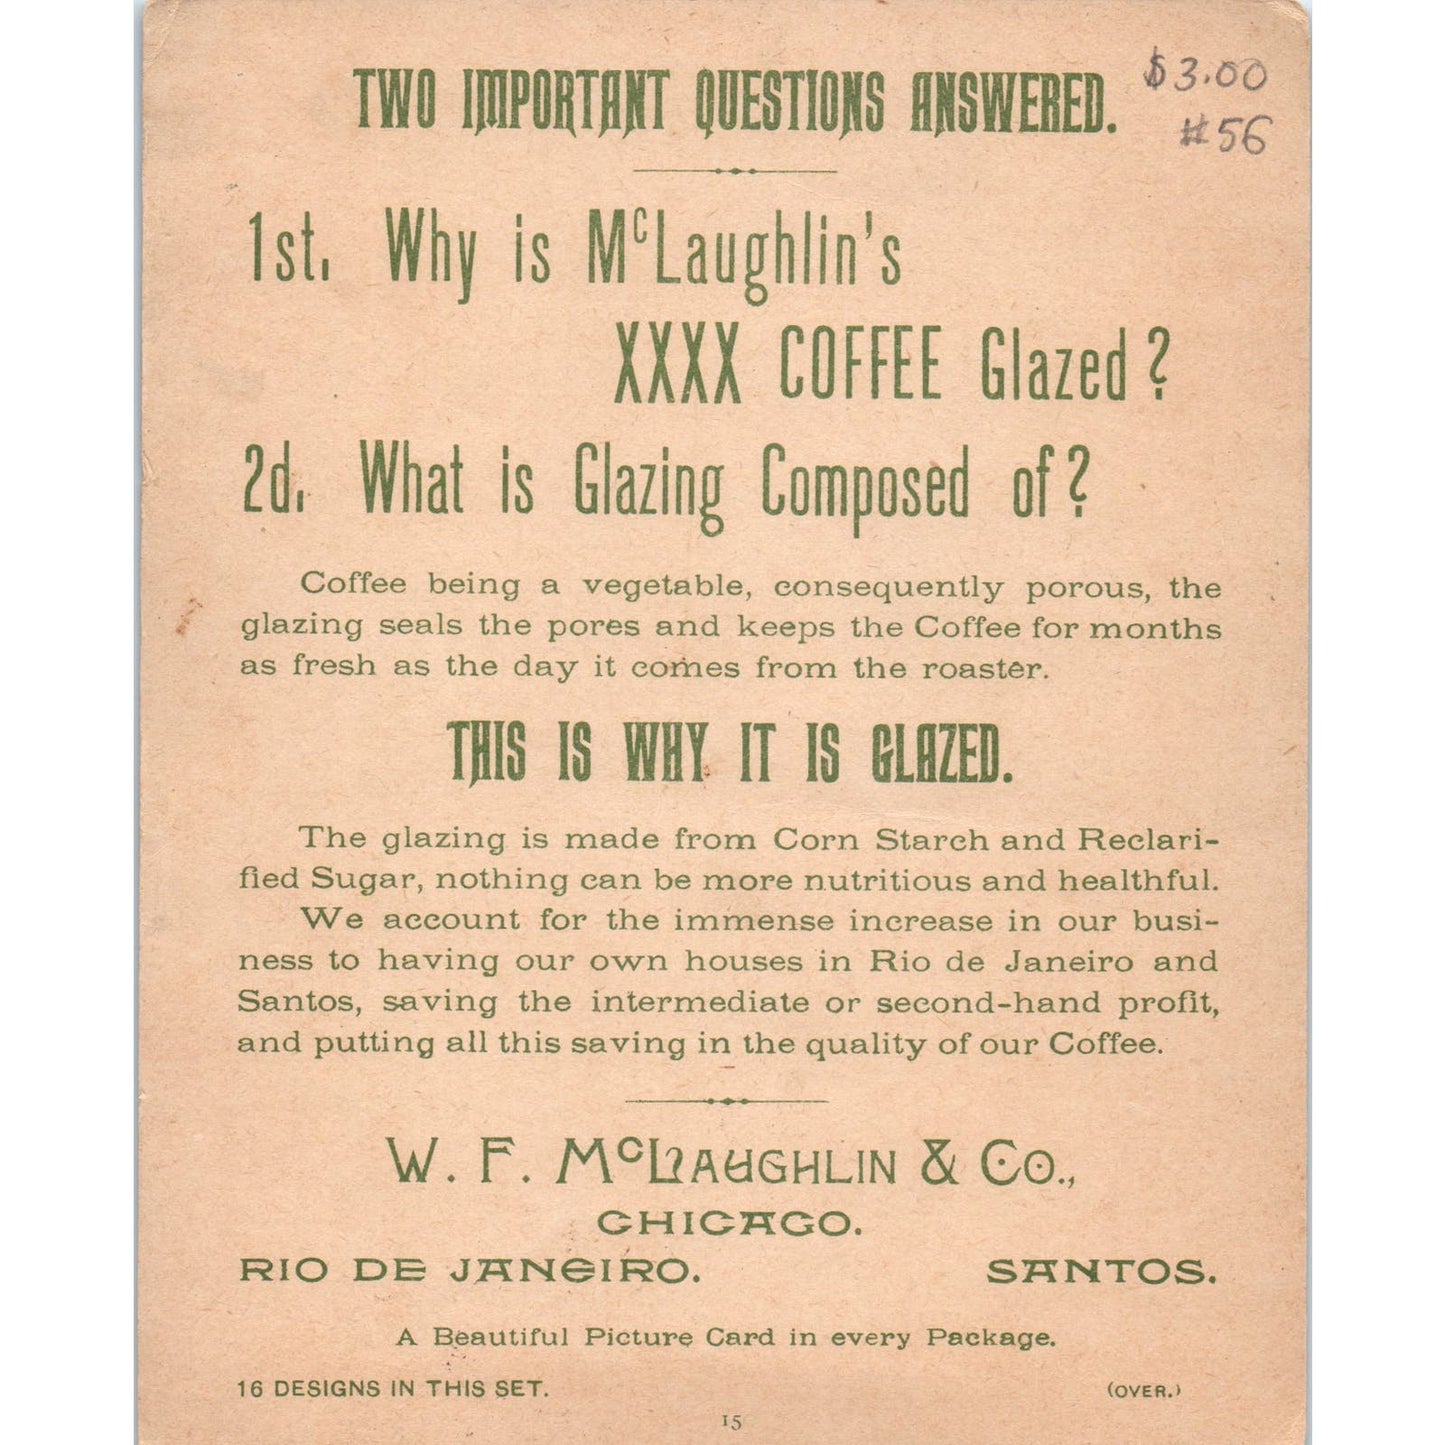 TWO IMPORTANT QUESTIONS ANSWERED.
$3.00
#56
1st. Why is McLaughlin's
XXXX COFFEE Glazed?
2d. What is Glazing Composed of?
Coffee being a vegetable, consequently porous, the
glazing seals the pores and keeps the Coffee for months
as fresh as the day it comes from the roaster.
THIS IS WHY IT IS GLAZED.
The glazing is made from Corn Starch and Reclari-
fied Sugar, nothing can be more nutritious and healthful.
We account for the immense increase in our busi-
ness to having our own houses in Rio de Janeiro and
Santos, saving the intermediate or second-hand profit,
and putting all this saving in the quality of our Coffee.
W. F. McLAUGHLIN & Co.,
CHICAGO.
RIO DE JANEIRO. SANTOS.
A Beautiful Picture Card in every Package.
16 DESIGNS IN THIS SET. (OVER.)
15